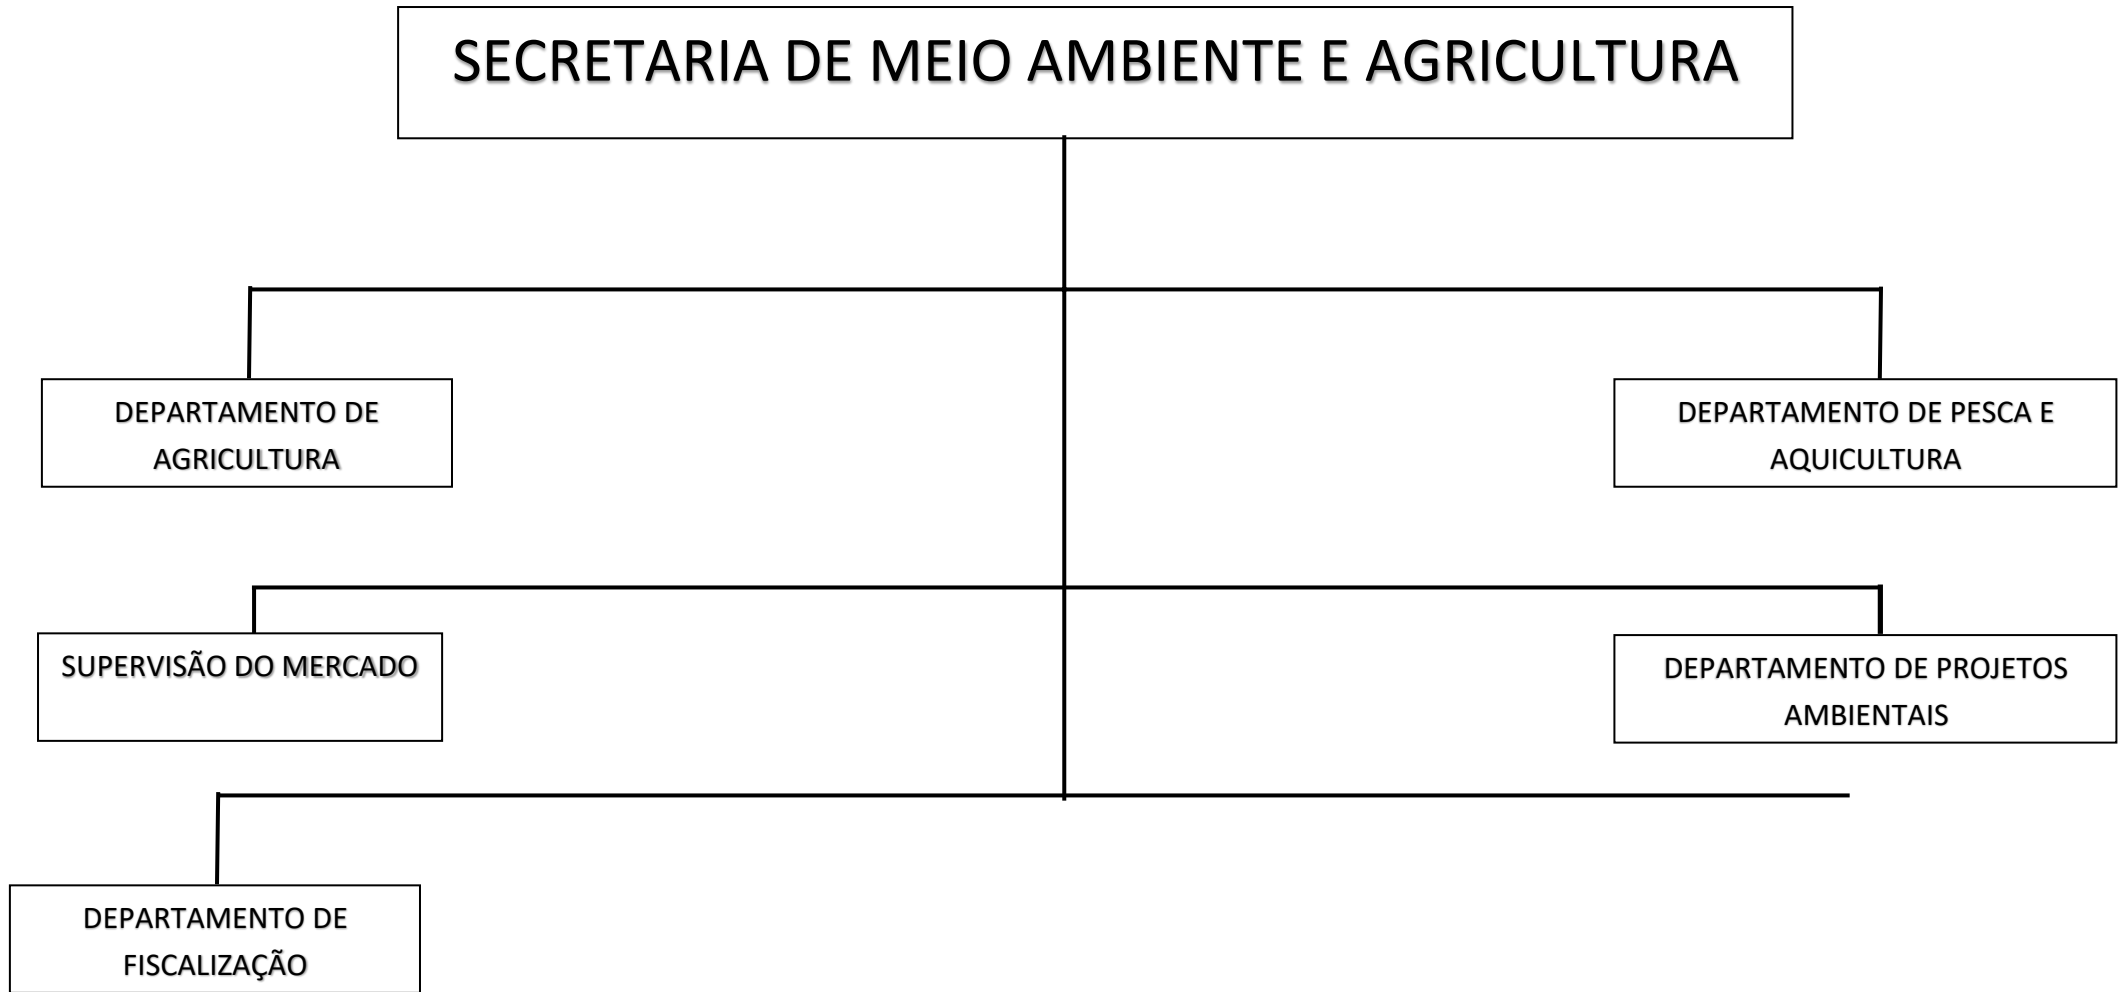 SECRETARIA DE MEIO AMBIENTE E AGRICULTURA
DEPARTAMENTO DE
AGRICULTURA
DEPARTAMENTO DE PESCA E
AQUICULTURA
SUPERVISÃO DO MERCADO
DEPARTAMENTO DE PROJETOS
AMBIENTAIS
DEPARTAMENTO DE
FISCALIZAÇÃO